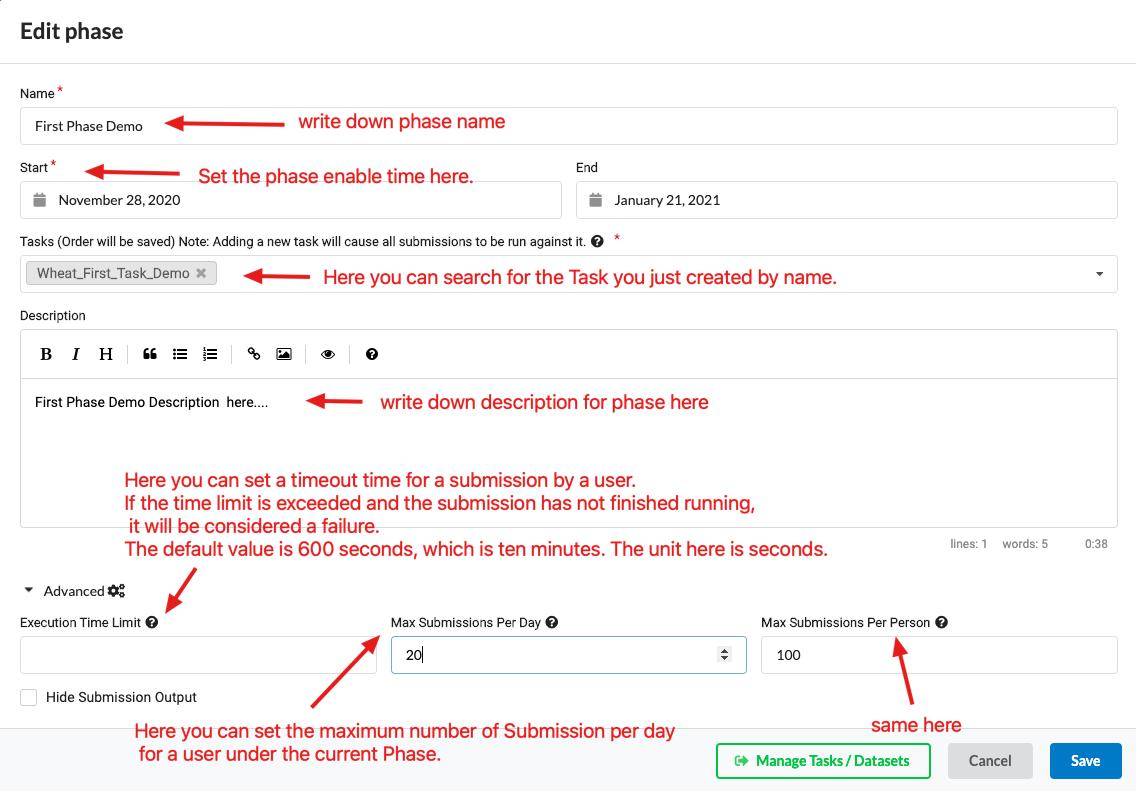 Edit phase
Name *
First Phase Demo
write down phase name
Start *
End
Set the phase enable time here.
November 28, 2020
January 21, 2021
Tasks (Order will be saved) Note: Adding a new task will cause all submissions to be run against it. ? *
Wheat_First_Task_Demo ×
Here you can search for the Task you just created by name.
Description
B I H ?
First Phase Demo Description  here....
write down description for phase here
Here you can set a timeout time for a submission by a user.
If the time limit is exceeded and the submission has not finished running,
it will be considered a failure.
The default value is 600 seconds, which is ten minutes. The unit here is seconds.
lines: 1 words: 5 0:38
Advanced
Execution Time Limit ?
Max Submissions Per Day ?
Max Submissions Per Person ?
20
100
Hide Submission Output
Here you can set the maximum number of Submission per day
for a user under the current Phase.
same here
Manage Tasks / Datasets
Cancel
Save